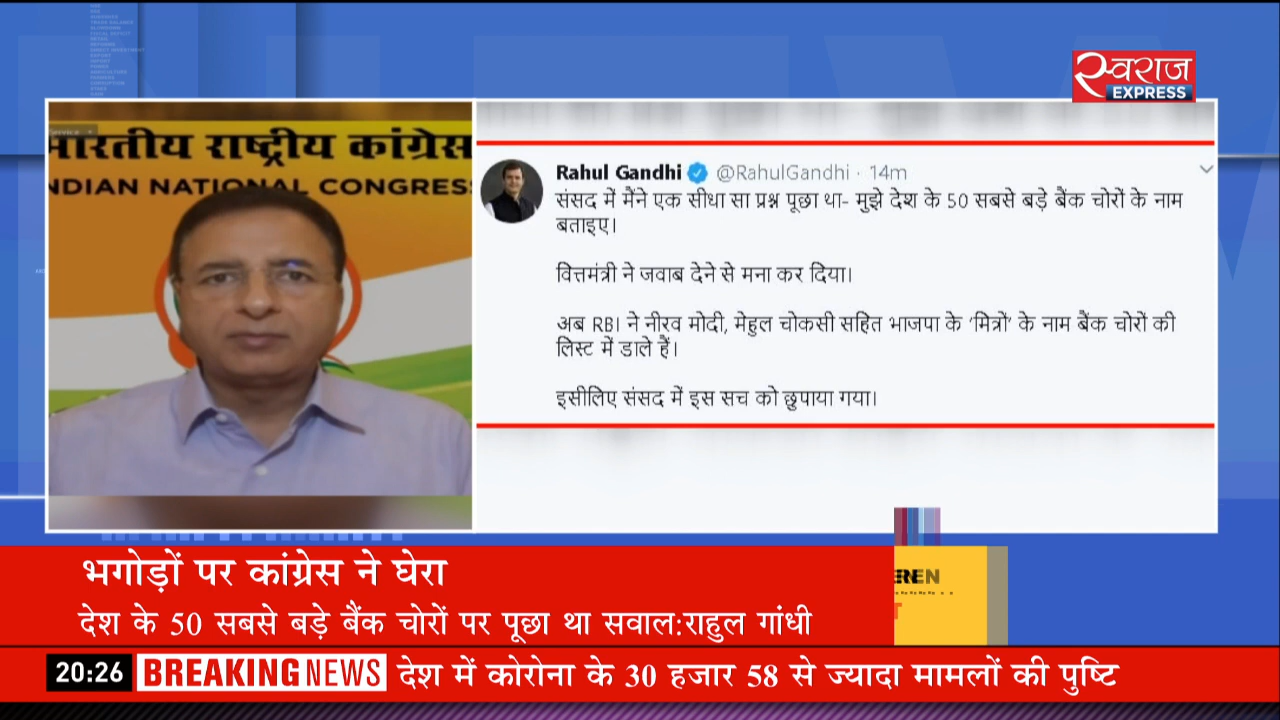 स्वराज
EXPRESS
भारतीय राष्ट्रीय कांग्रेस
INDIAN NATIONAL CONGRESS
Rahul Gandhi @RahulGandhi · 14m
संसद में मैंने एक सीधा सा प्रश्न पूछा था- मुझे देश के 50 सबसे बड़े बैंक चोरों के नाम
बताइए।
वित्तमंत्री ने जवाब देने से मना कर दिया।
अब RBI ने नीरव मोदी, मेहुल चोकसी सहित भाजपा के 'मित्रों' के नाम बैंक चोरों की
लिस्ट में डाले हैं।
इसीलिए संसद में इस सच को छुपाया गया।
भगोड़ों पर कांग्रेस ने घेरा
देश के 50 सबसे बड़े बैंक चोरों पर पूछा था सवाल:राहुल गांधी
20:26 BREAKING NEWS देश में कोरोना के 30 हजार 58 से ज्यादा मामलों की पुष्टि